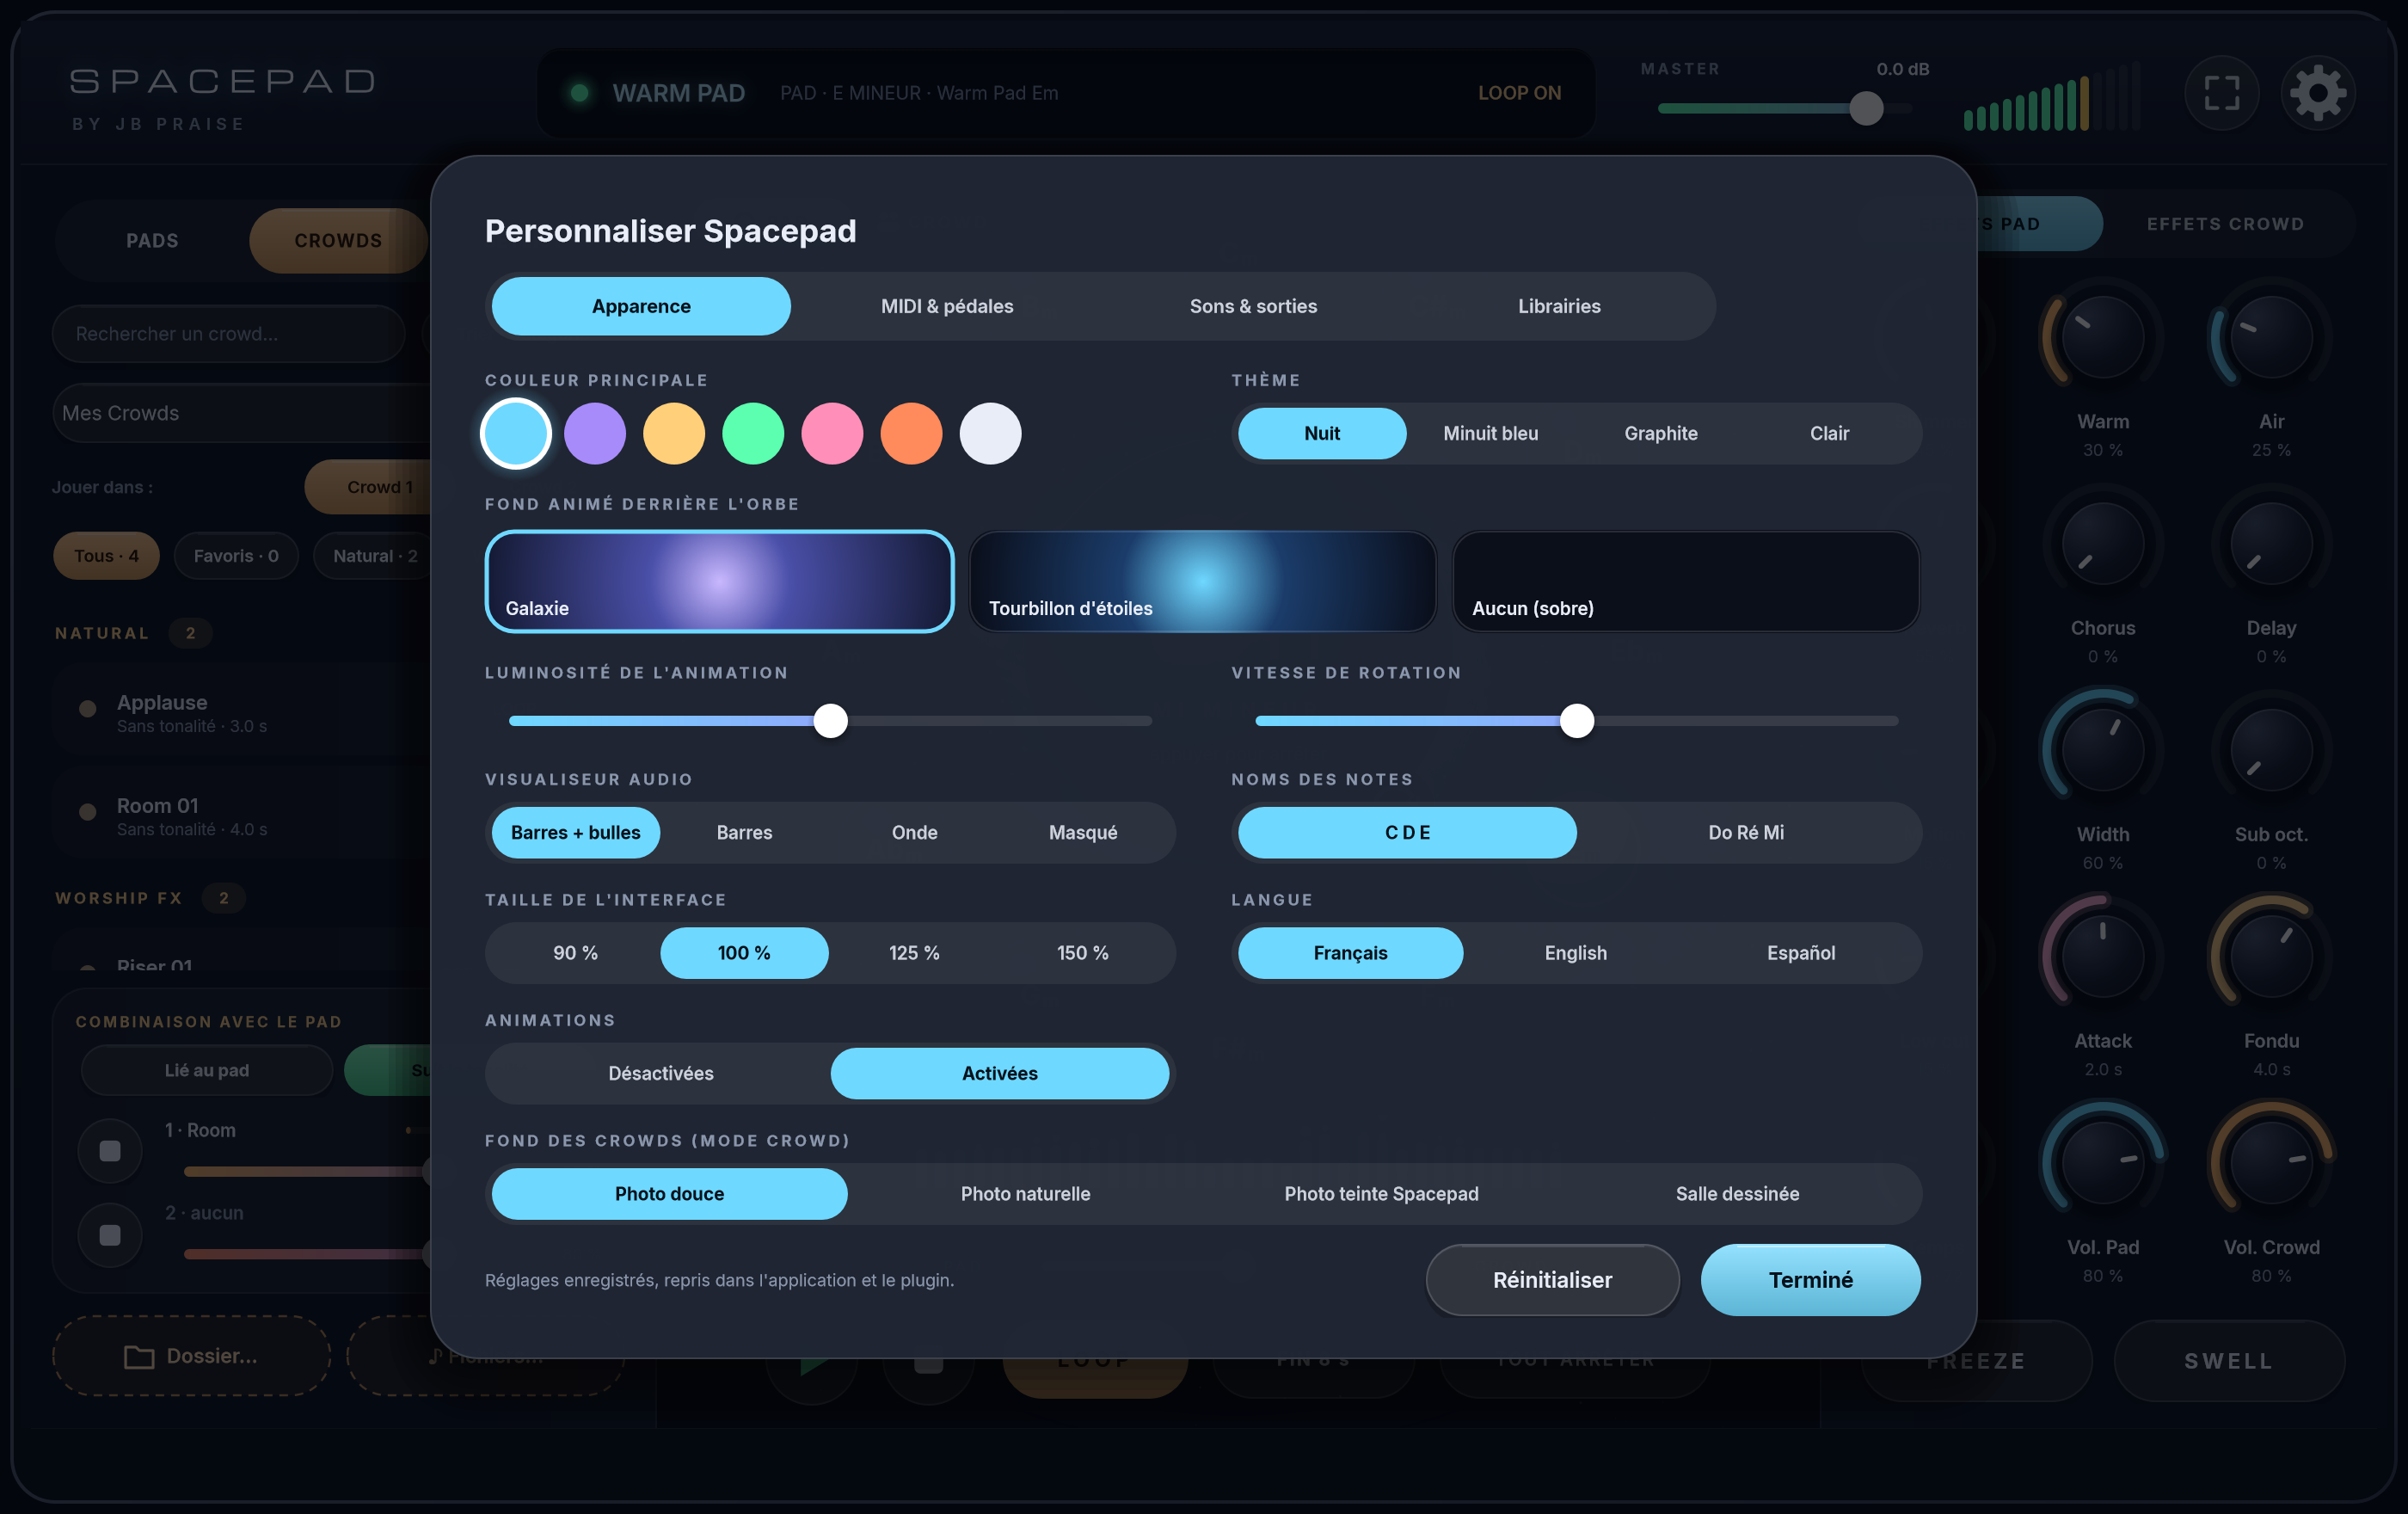 SPACEPAD
BY JB PRAISE
WARM PAD PAD · E MINEUR · Warm Pad Em LOOP ON
MASTER 0.0 dB
PADS CROWDS
S PAD EFFETS CROWD
Rechercher un crowd...
Mes Crowds
Jouer dans : Crowd 1
Tous · 4 Favoris · 0 Natural · 2
NATURAL 2
Applause
Sans tonalité · 3.0 s
Room 01
Sans tonalité · 4.0 s
WORSHIP FX 2
Riser 01
COMBINAISON AVEC LE PAD
Lié au pad
1 · Room
2 · aucun
Dossier...
Personnaliser Spacepad
Apparence MIDI & pédales Sons & sorties Librairies
COULEUR PRINCIPALE
THÈME
Nuit Minuit bleu Graphite Clair
FOND ANIMÉ DERRIÈRE L'ORBE
Galaxie Tourbillon d'étoiles Aucun (sobre)
LUMINOSITÉ DE L'ANIMATION
VITESSE DE ROTATION
VISUALISEUR AUDIO
Barres + bulles Barres Onde Masqué
NOMS DES NOTES
C D E Do Ré Mi
TAILLE DE L'INTERFACE
90 % 100 % 125 % 150 %
LANGUE
Français English Español
ANIMATIONS
Désactivées Activées
FOND DES CROWDS (MODE CROWD)
Photo douce Photo naturelle Photo teinte Spacepad Salle dessinée
Réglages enregistrés, repris dans l'application et le plugin.
Réinitialiser Terminé
LOOP FIN 8 s TOUT ARRÊTER
Warm Air
30 % 25 %
Chorus Delay
0 % 0 %
Width Sub oct.
60 % 0 %
Attack Fondu
2.0 s 4.0 s
Vol. Pad Vol. Crowd
80 % 80 %
FREEZE SWELL